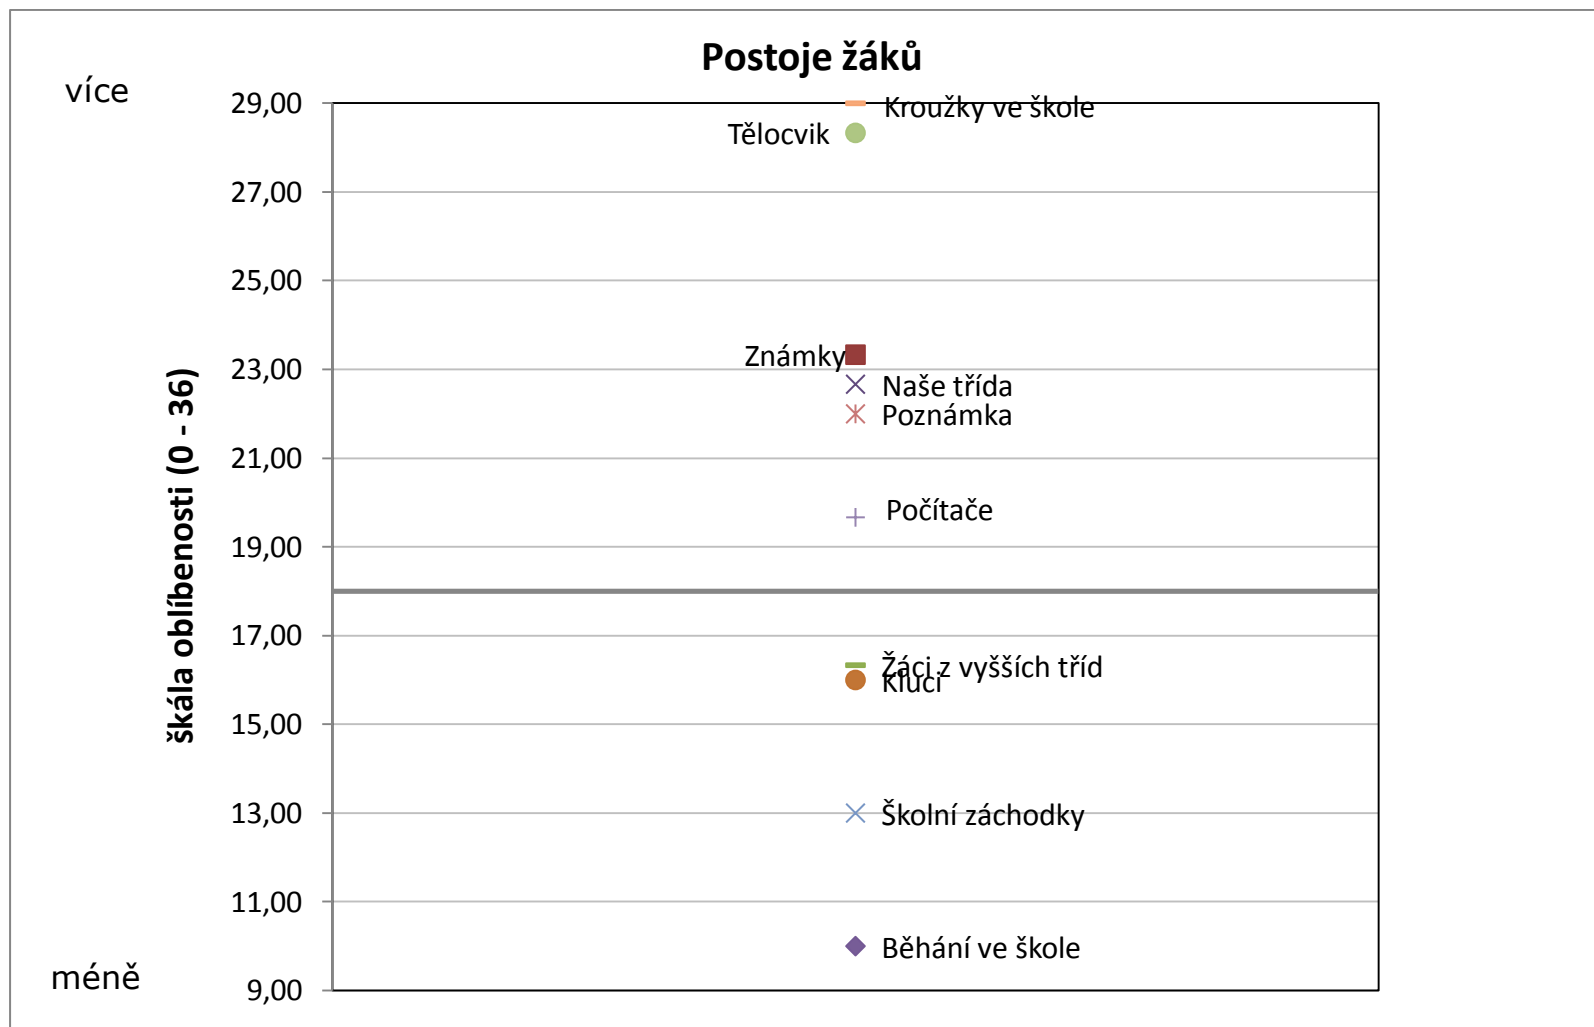 Postoje žáků
více
29,00
Kroužky ve škole
Tělocvik
27,00
25,00
Známky
23,00
Naše třída
Poznámka
škála oblíbenosti (0 - 36)
21,00
Počítače
19,00
17,00
Žáci z vyšších tříd
Kluci
15,00
13,00
Školní záchodky
11,00
Běhání ve škole
méně
9,00